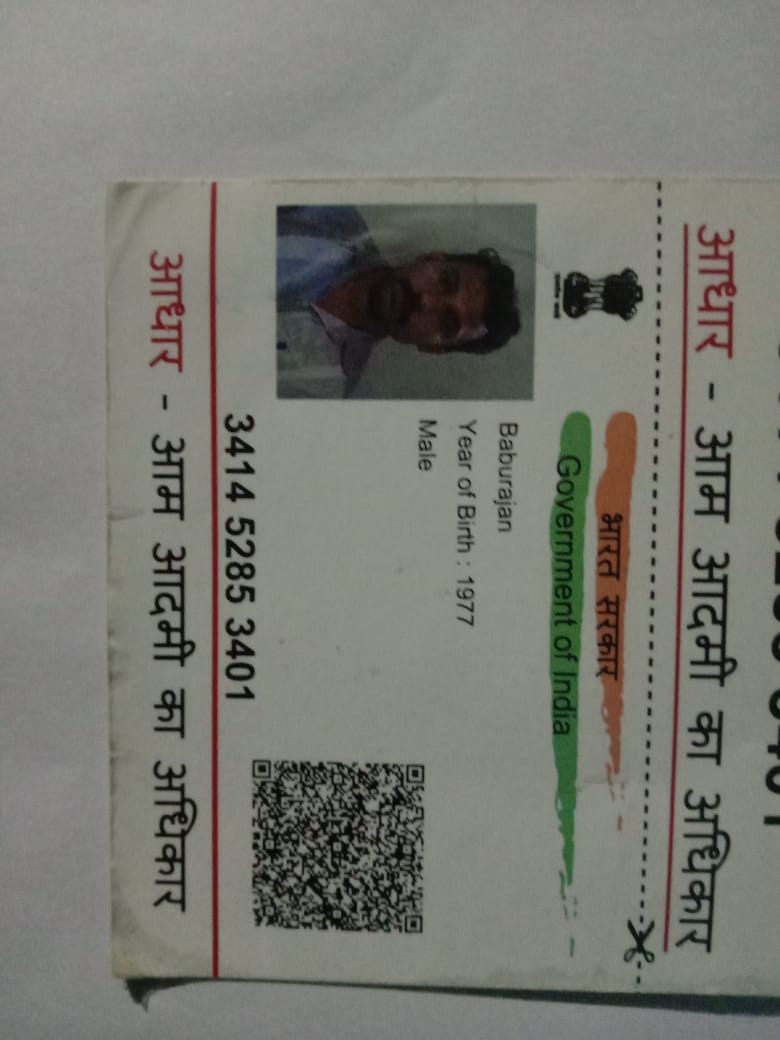 आधार - आम आदमी का अधिकार
भारत सरकार
Government of India
Baburajan
Year of Birth : 1977
Male
3414 5285 3401
आधार - आम आदमी का अधिकार